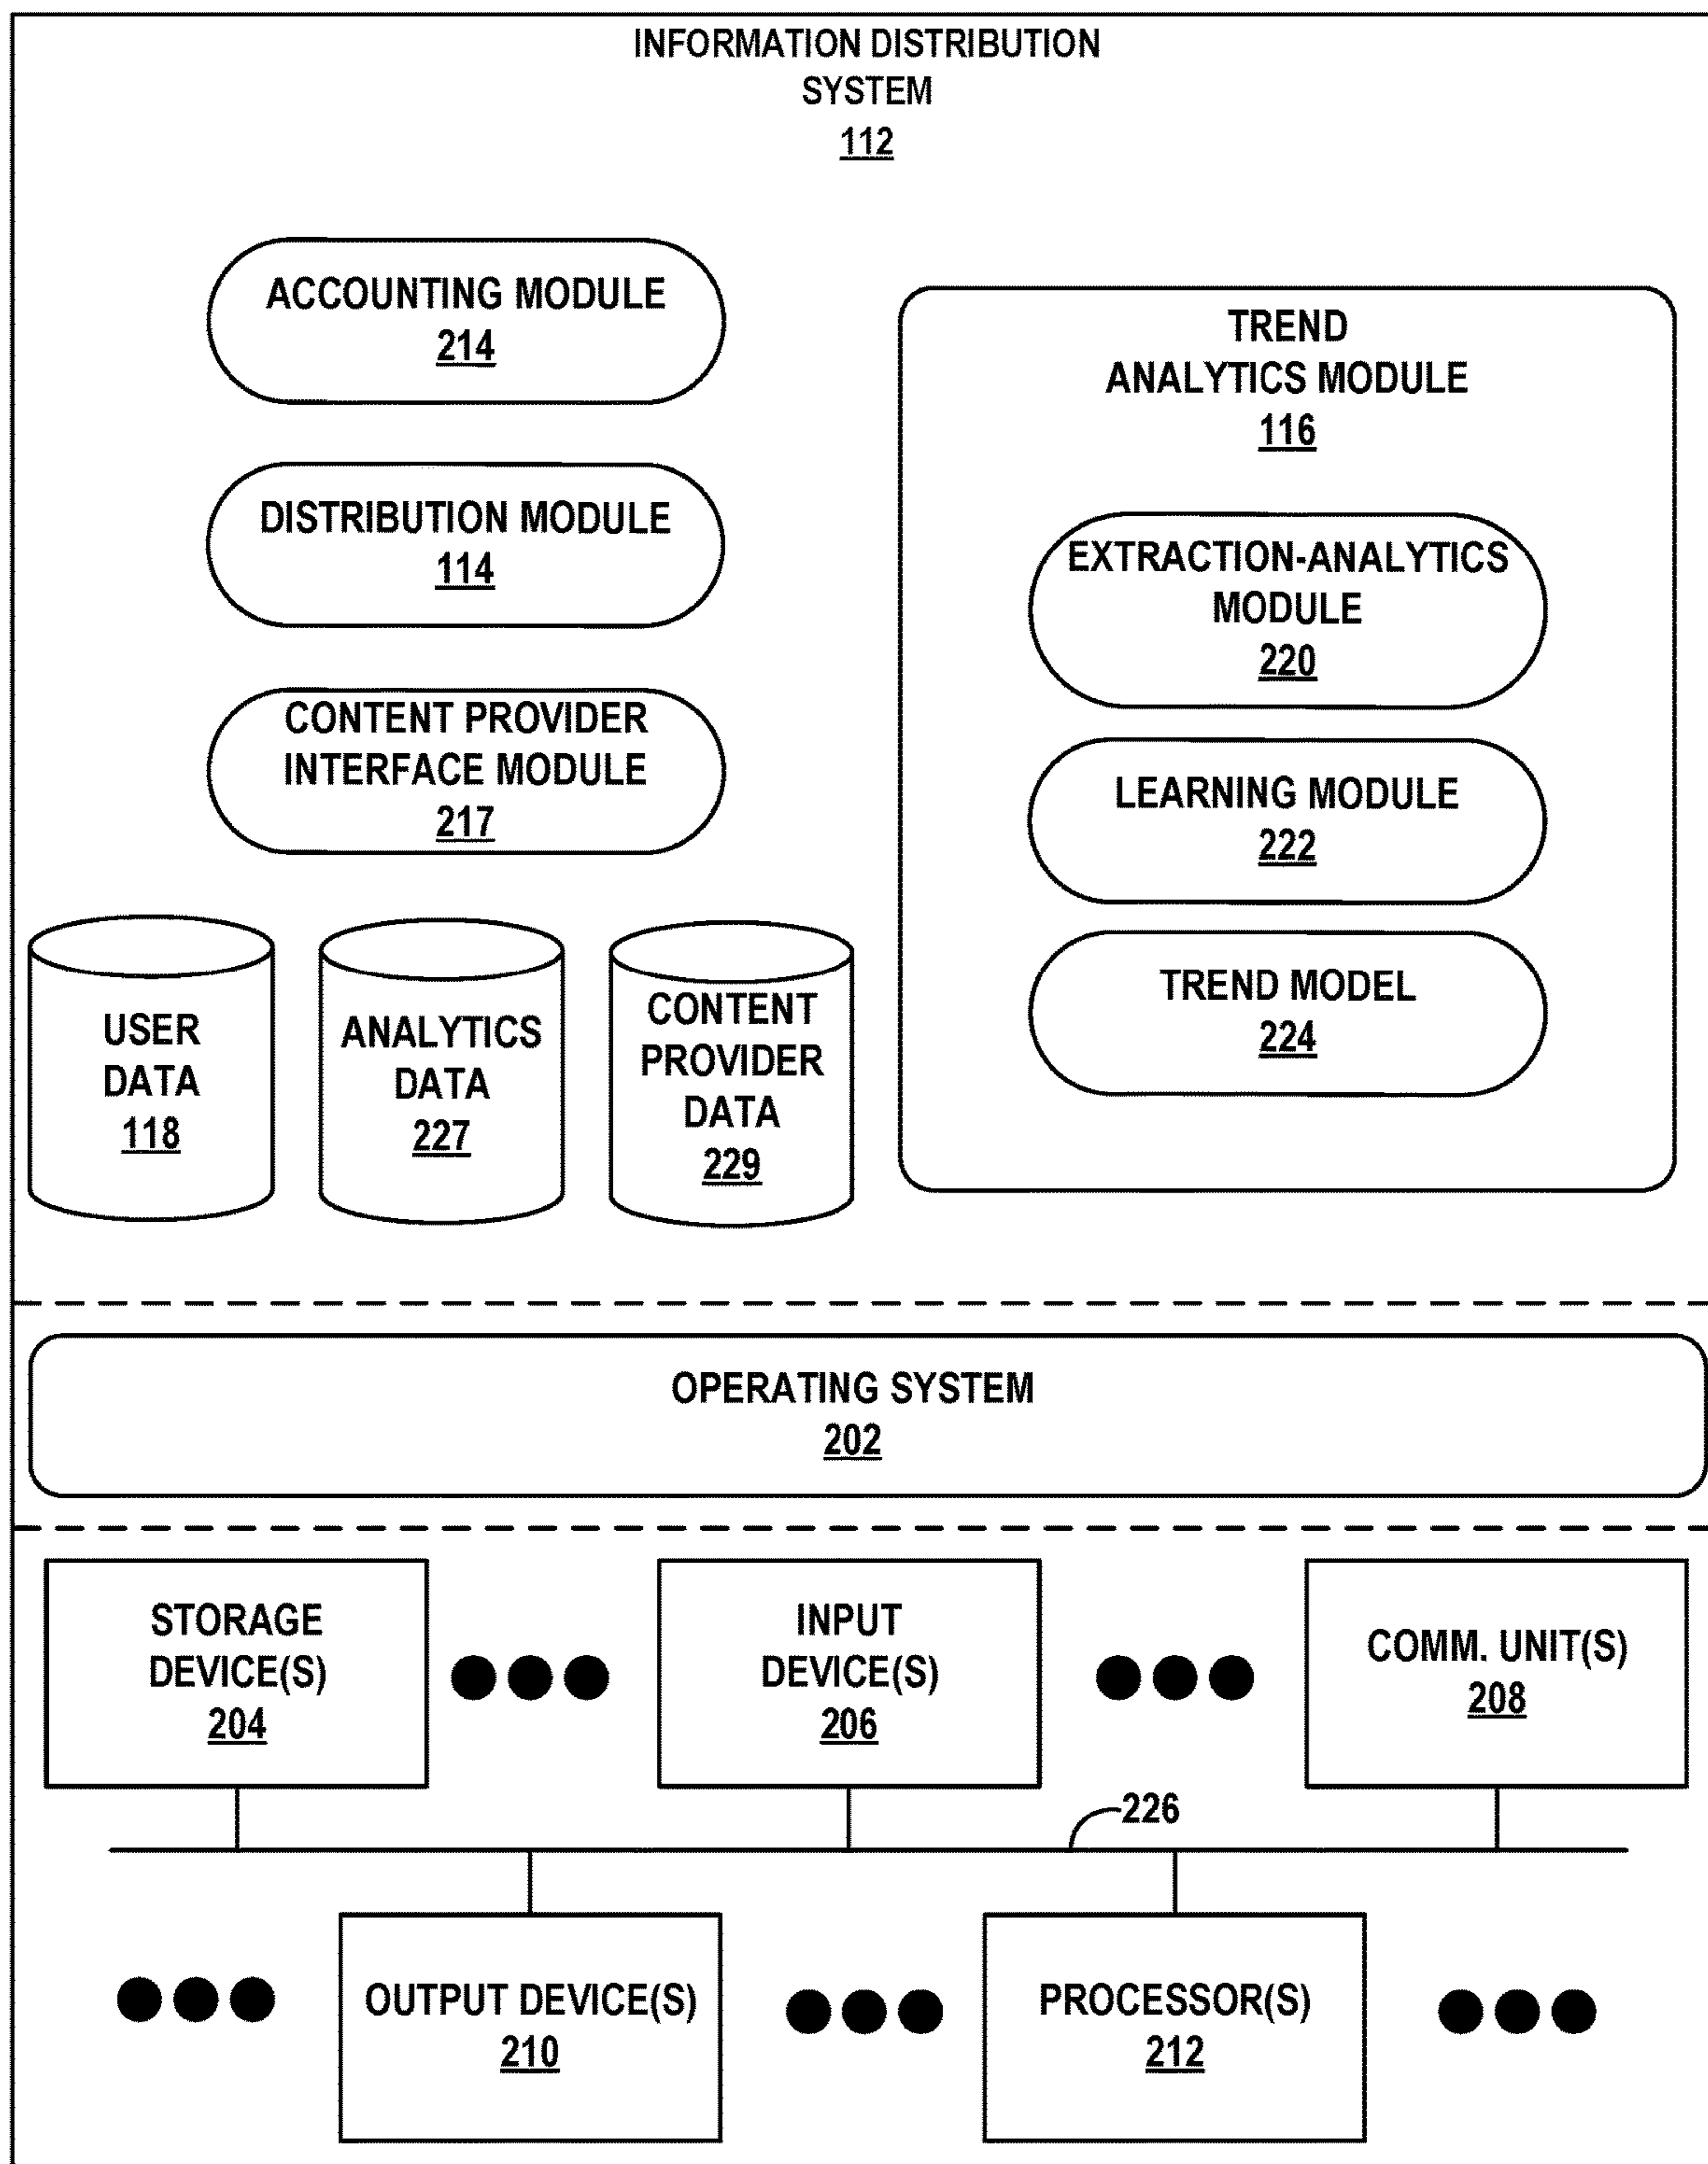 INFORMATION DISTRIBUTION
SYSTEM
112
ACCOUNTING MODULE
214
DISTRIBUTION MODULE
114
CONTENT PROVIDER
INTERFACE MODULE
217
TREND
ANALYTICS MODULE
116
EXTRACTION-ANALYTICS
MODULE
220
LEARNING MODULE
222
TREND MODEL
224
USER
DATA
118
ANALYTICS
DATA
227
CONTENT
PROVIDER
DATA
229
OPERATING SYSTEM
202
STORAGE
DEVICE(S)
204
INPUT
DEVICE(S)
206
COMM. UNIT(S)
208
226
OUTPUT DEVICE(S)
210
PROCESSOR(S)
212